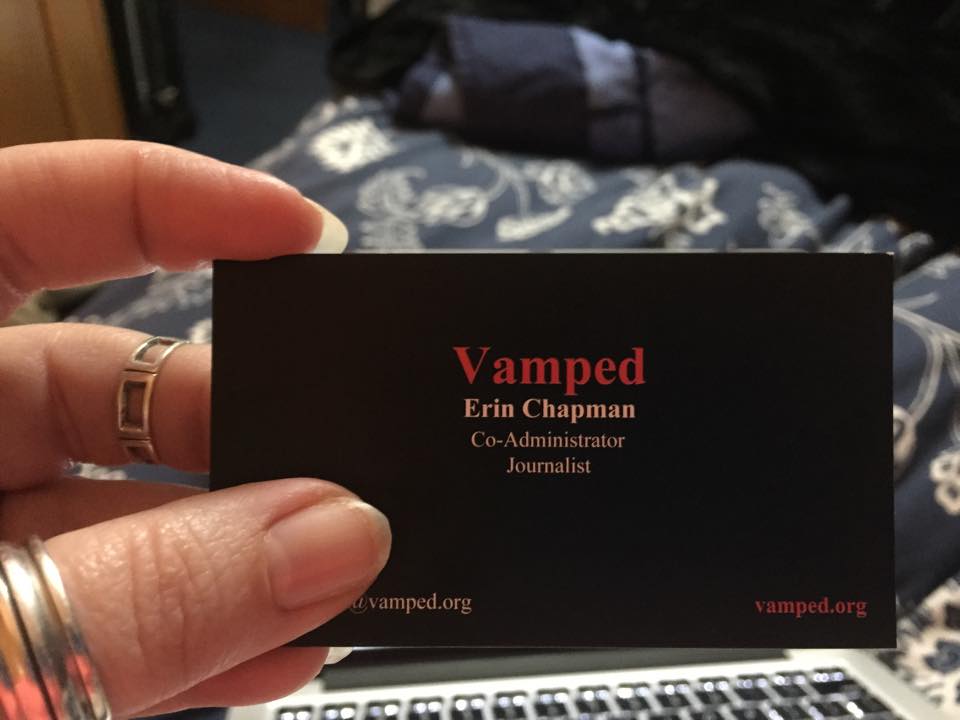 Vamped
Erin Chapman
Co-Administrator
Journalist
@vamped.org
vamped.org